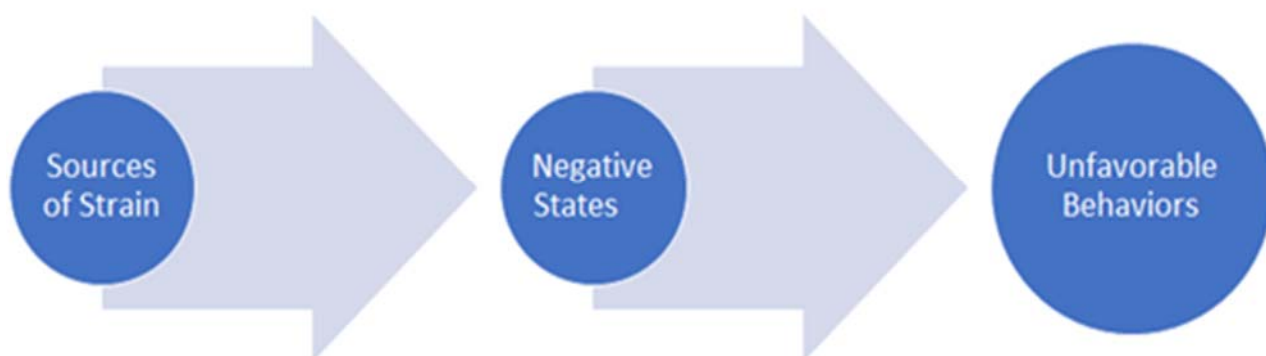 Sources
of Strain
Negative
States
Unfavorable
Behaviors